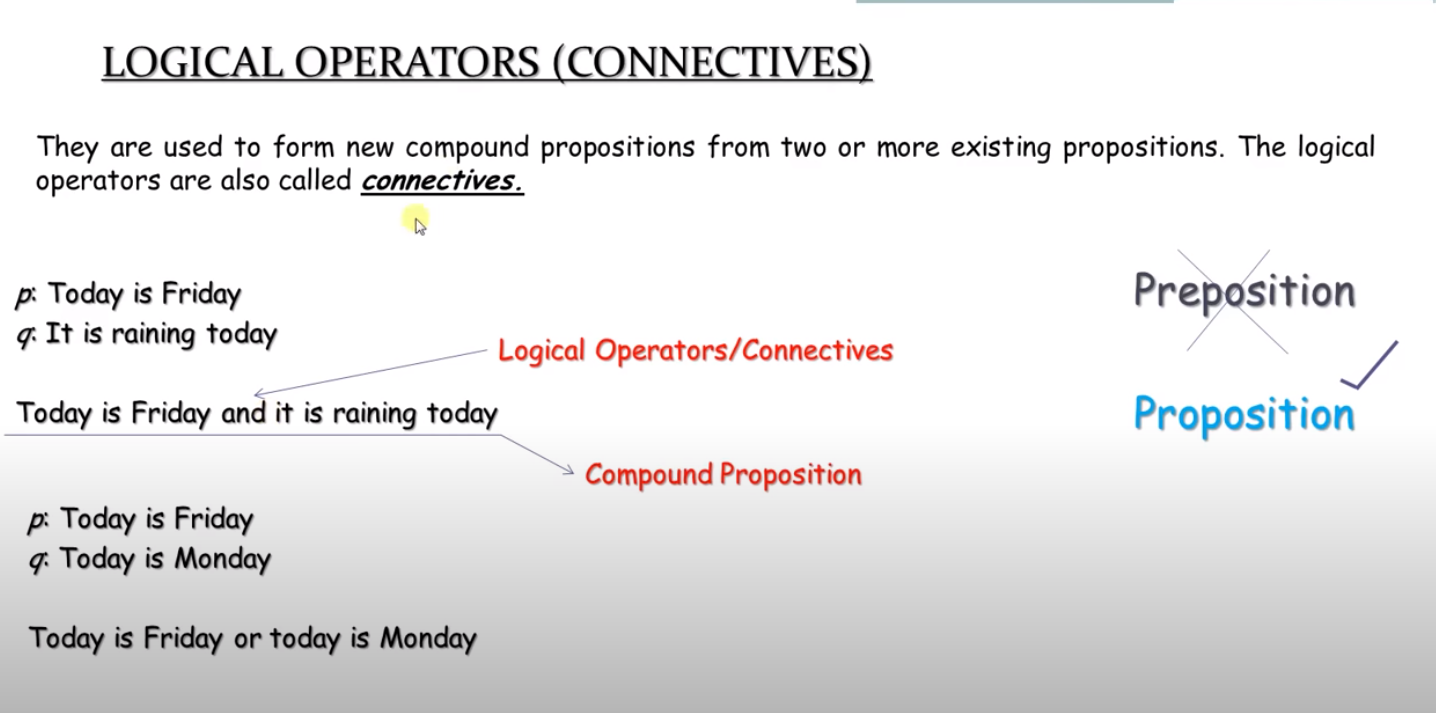 LOGICAL OPERATORS (CONNECTIVES)
They are used to form new compound propositions from two or more existing propositions. The logical
operators are also called connectives.
p: Today is Friday
q: It is raining today
Logical Operators/Connectives
Today is Friday and it is raining today
Compound Proposition
p: Today is Friday
q: Today is Monday
Today is Friday or today is Monday
Preposition
Proposition